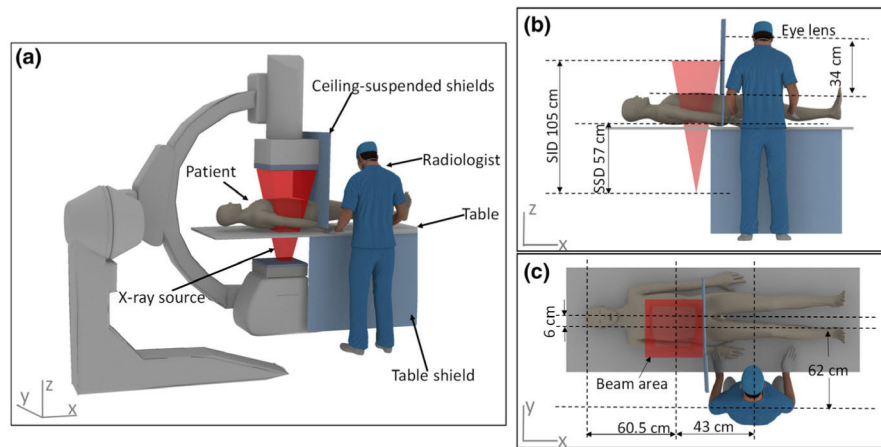 (a)
Ceiling-suspended shields
Radiologist
Patient
Table
X-ray source
Table shield
z
y
x
(b)
Eye lens
34 cm
SID 105 cm
SSD 57 cm
z
x
(c)
6 cm
Beam area
62 cm
y
x
60.5 cm
43 cm